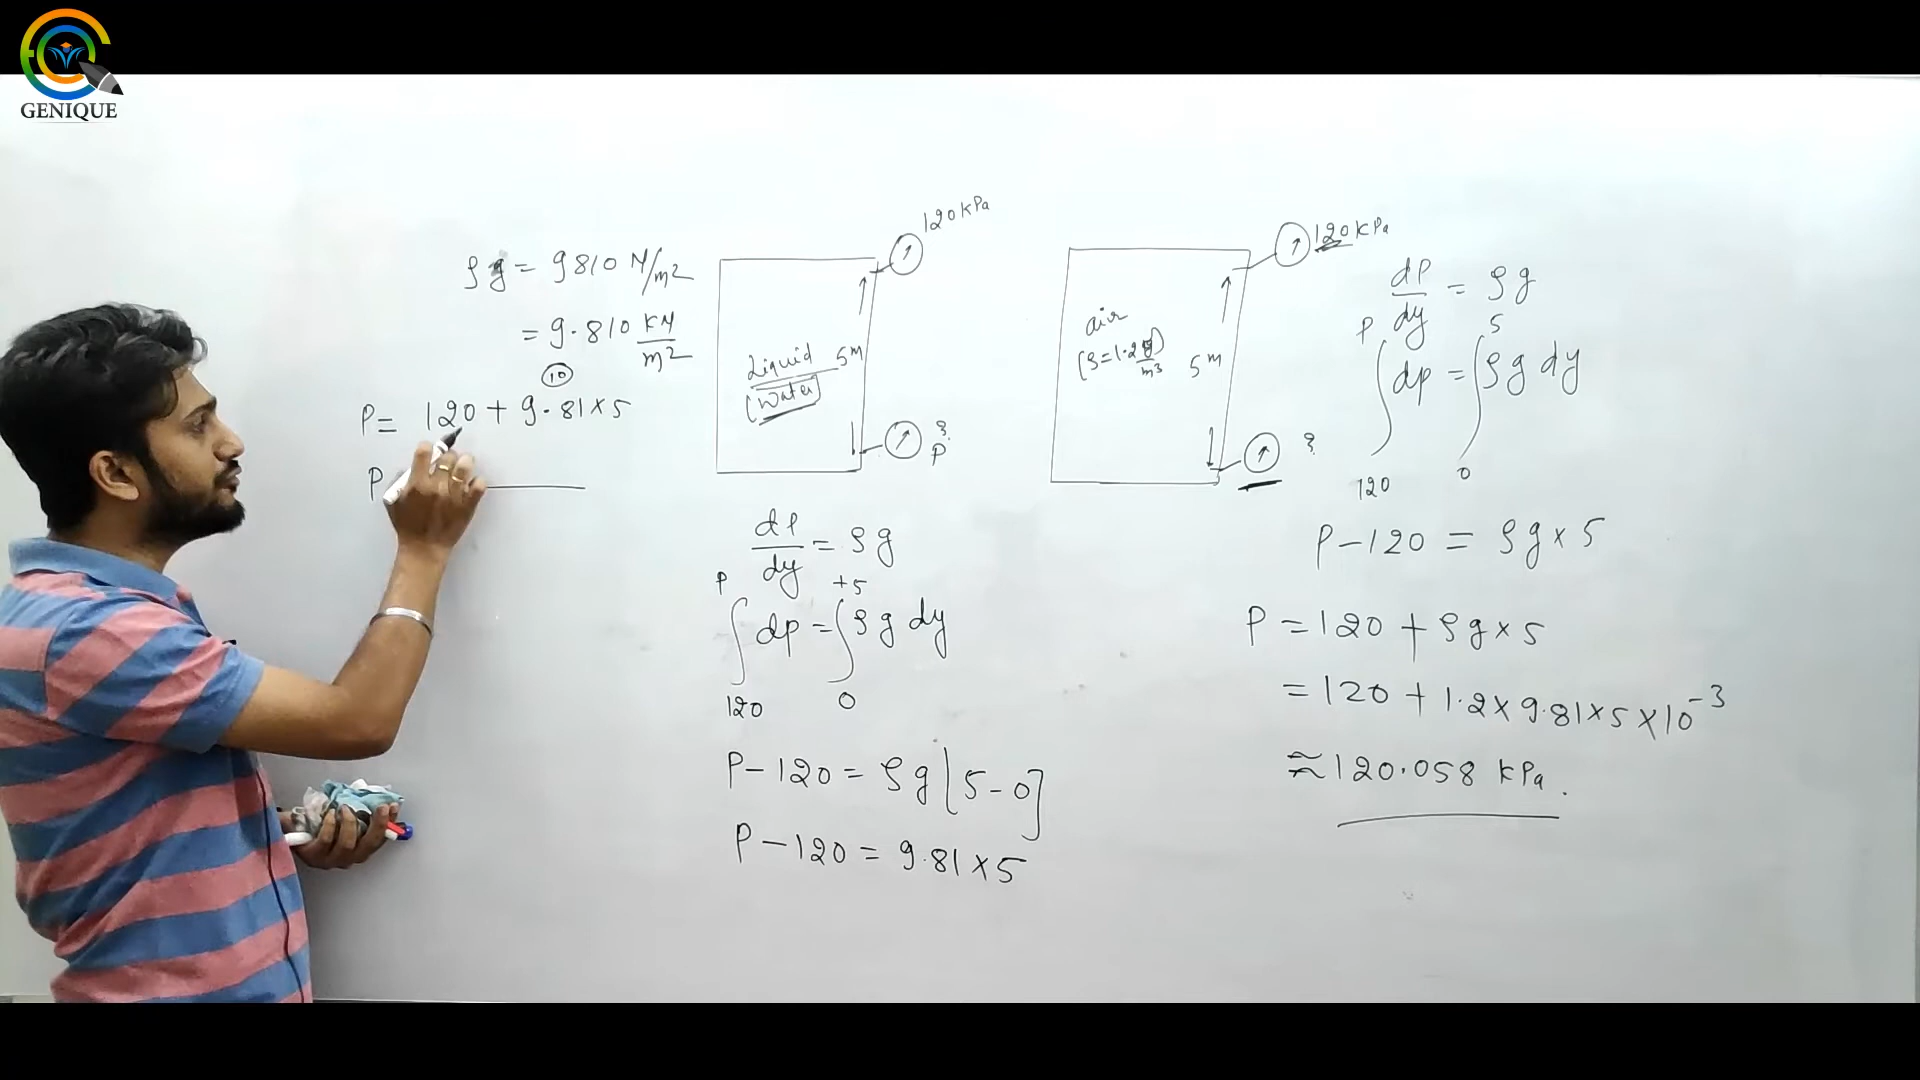 GENIQUE
ρg = 9810 N/m2
= 9.810 KN/m2
10
P = 120 + 9.81 × 5
P
120 kPa
Liquid
(Water)
5m
?
P
dP/dy = ρg
∫ dp = ∫ ρg dy
P +5
120 0
P - 120 = ρg [5 - 0]
P - 120 = 9.81 × 5
120 kPa
air
(ρ = 1.2 kg/m3)
5m
?
dP/dy = ρg
P 5
∫ dp = ∫ ρg dy
120 0
P - 120 = ρg × 5
P = 120 + ρg × 5
= 120 + 1.2 × 9.81 × 5 × 10-3
≈ 120.058 kPa.